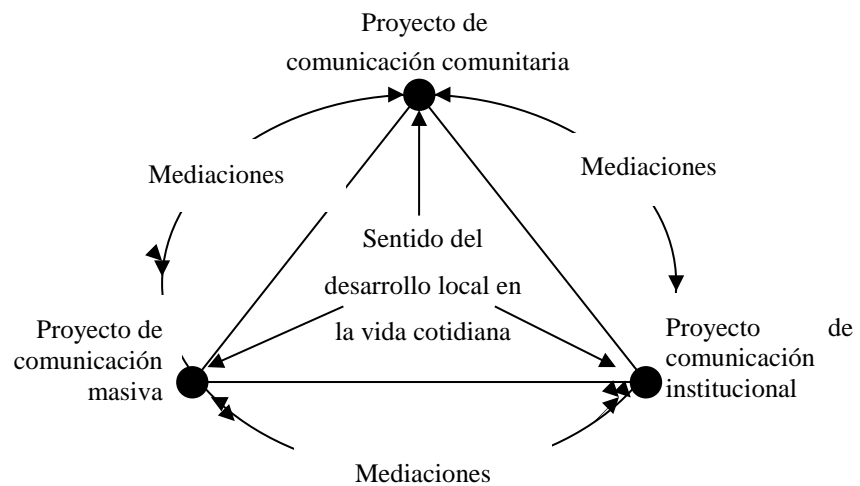 Proyecto de
comunicación comunitaria
Mediaciones
Mediaciones
Sentido del
desarrollo local en
la vida cotidiana
Proyecto de
comunicación
masiva
Proyecto de
comunicación
institucional
Mediaciones